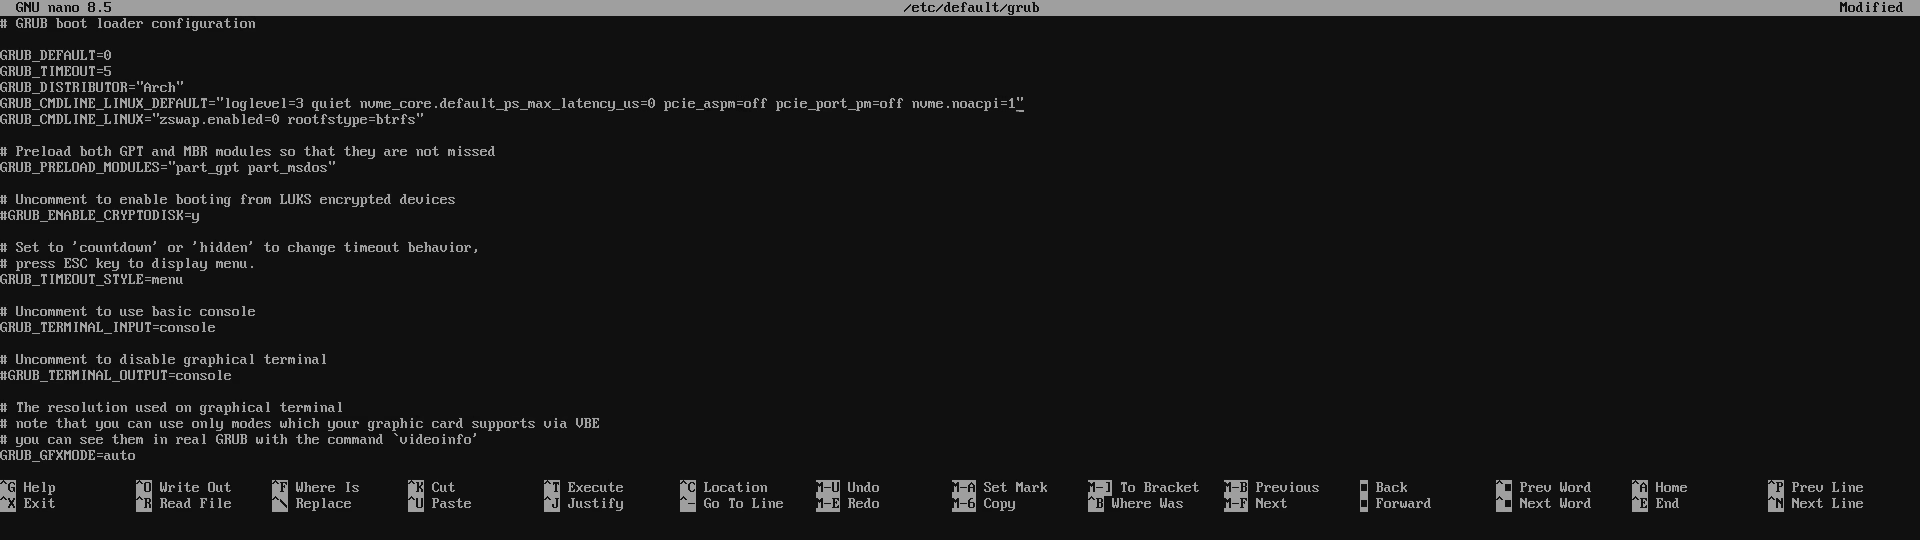 GNU nano 8.5 /etc/default/grub Modified
# GRUB boot loader configuration
GRUB_DEFAULT=0
GRUB_TIMEOUT=5
GRUB_DISTRIBUTOR="Arch"
GRUB_CMDLINE_LINUX_DEFAULT="loglevel=3 quiet nvme_core.default_ps_max_latency_us=0 pcie_aspm=off pcie_port_pm=off nvme.noacpi=1"
GRUB_CMDLINE_LINUX="zswap.enabled=0 rootfstype=btrfs"
# Preload both GPT and MBR modules so that they are not missed
GRUB_PRELOAD_MODULES="part_gpt part_msdos"
# Uncomment to enable booting from LUKS encrypted devices
#GRUB_ENABLE_CRYPTODISK=y
# Set to 'countdown' or 'hidden' to change timeout behavior,
# press ESC key to display menu.
GRUB_TIMEOUT_STYLE=menu
# Uncomment to use basic console
GRUB_TERMINAL_INPUT=console
# Uncomment to disable graphical terminal
#GRUB_TERMINAL_OUTPUT=console
# The resolution used on graphical terminal
# note that you can use only modes which your graphic card supports via VBE
# you can see them in real GRUB with the command `videoinfo'
GRUB_GFXMODE=auto
^G Help ^O Write Out ^F Where Is ^K Cut ^T Execute ^C Location M-U Undo M-A Set Mark M-] To Bracket M-B Previous ■ Back ^■ Prev Word ^A Home ^P Prev Line
^X Exit ^R Read File ^\ Replace ^U Paste ^J Justify ^- Go To Line M-E Redo M-6 Copy ^B Where Was M-F Next ■ Forward ^■ Next Word ^E End ^N Next Line